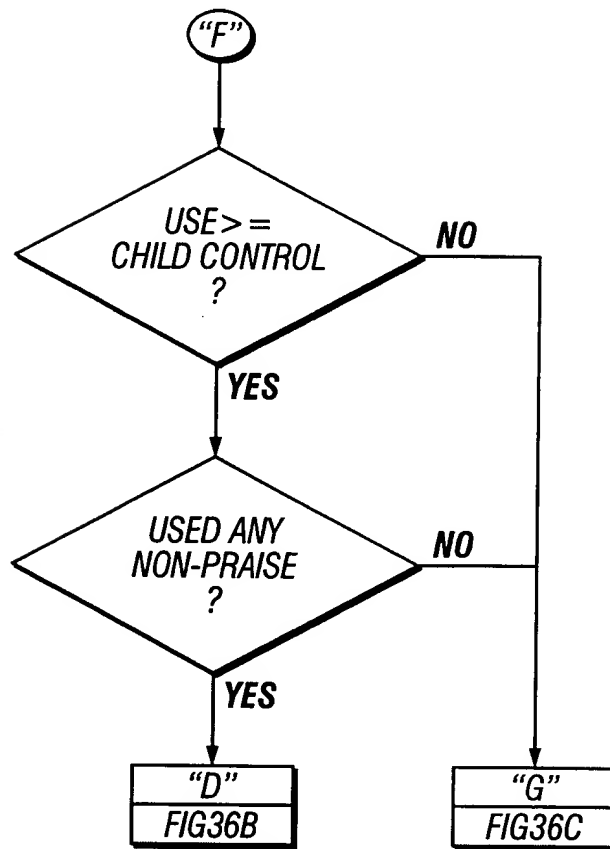 “F”
USE > =
CHILD CONTROL
?
NO
YES
USED ANY
NON-PRAISE
?
NO
YES
“D”
FIG36B
“G”
FIG36C